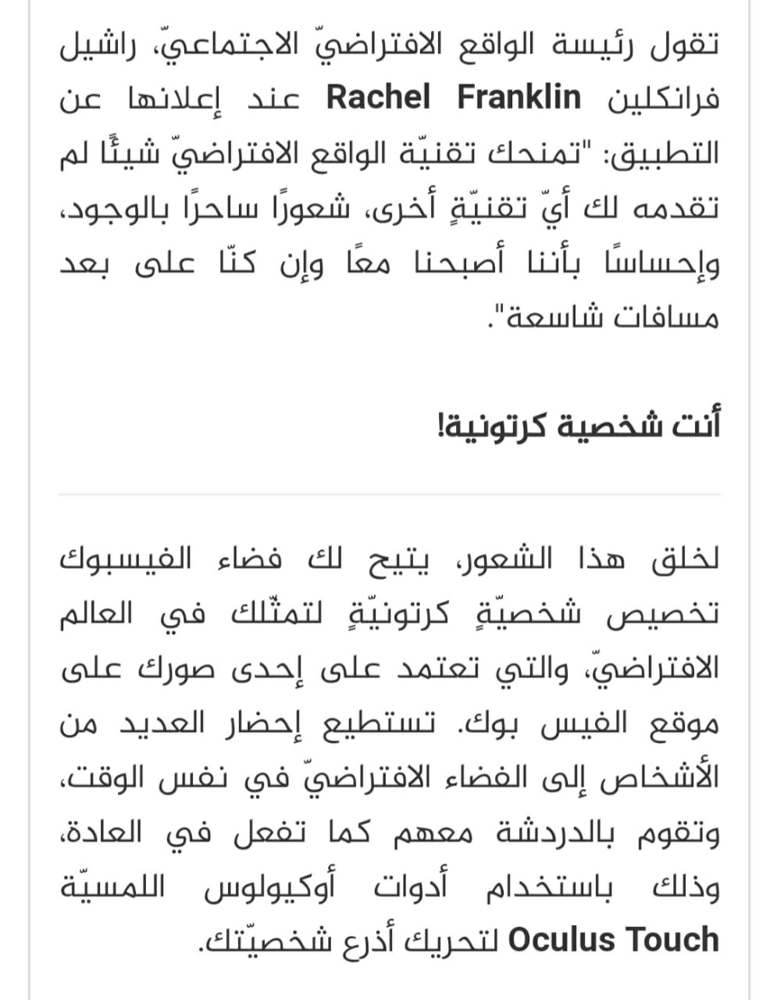 تقول رئيسة الواقع الافتراضيّ الاجتماعيّ، راشيل
فرانكلين Rachel Franklin عند إعلانها عن
التطبيق: "تمنحك تقنيّة الواقع الافتراضيّ شيئًا لم
تقدمه لك أيّ تقنيّةٍ أخرى، شعورًا ساحرًا بالوجود،
وإحساسًا بأننا أصبحنا معًا وإن كنّا على بعد
مسافات شاسعة".
أنت شخصية كرتونية!
لخلق هذا الشعور، يتيح لك فضاء الفيسبوك
تخصيص شخصيّةٍ كرتونيّةٍ لتمثّلك في العالم
الافتراضيّ، والتي تعتمد على إحدى صورك على
موقع الفيس بوك. تستطيع إحضار العديد من
الأشخاص إلى الفضاء الافتراضيّ في نفس الوقت،
وتقوم بالدردشة معهم كما تفعل في العادة،
وذلك باستخدام أدوات أوكيولوس اللمسيّة
Oculus Touch لتحريك أذرع شخصيّتك.